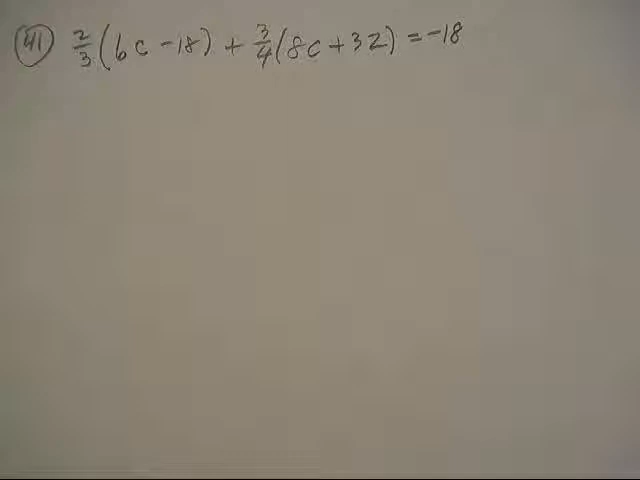 41 2/3 (6c - 18) + 3/4 (8c + 32) = -18